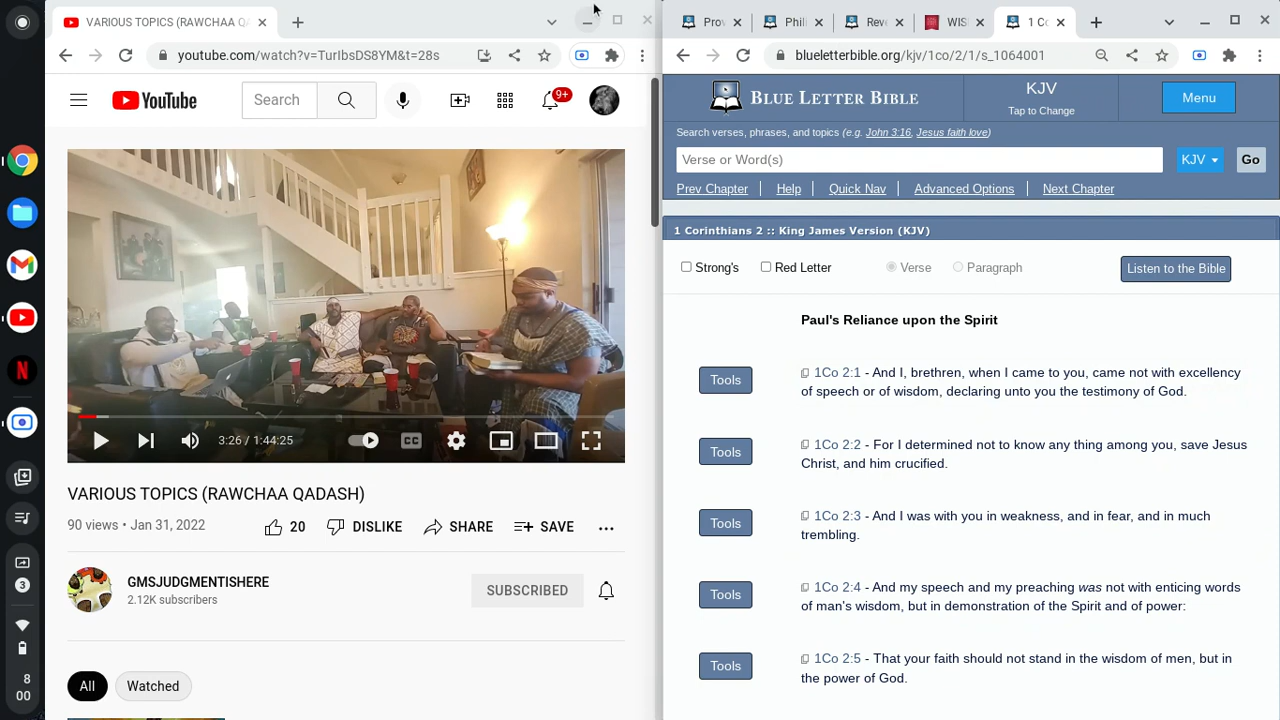 VARIOUS TOPICS (RAWCHAA Q
youtube.com/watch?v=TurIbsDS8YM&t=28s
YouTube
Search
9+
3:26 / 1:44:25
CC
VARIOUS TOPICS (RAWCHAA QADASH)
90 views • Jan 31, 2022
20
DISLIKE
SHARE
SAVE
GMSJUDGMENTISHERE
2.12K subscribers
SUBSCRIBED
All
Watched
3
8
00
Prov
Phili
Reve
WIS
1 Co
blueletterbible.org/kjv/1co/2/1/s_1064001
BLUE LETTER BIBLE
KJV
Tap to Change
Menu
Search verses, phrases, and topics (e.g. John 3:16, Jesus faith love)
Verse or Word(s)
KJV
Go
Prev Chapter
Help
Quick Nav
Advanced Options
Next Chapter
1 Corinthians 2 :: King James Version (KJV)
Strong's
Red Letter
Verse
Paragraph
Listen to the Bible
Paul's Reliance upon the Spirit
Tools
1Co 2:1 - And I, brethren, when I came to you, came not with excellency
of speech or of wisdom, declaring unto you the testimony of God.
Tools
1Co 2:2 - For I determined not to know any thing among you, save Jesus
Christ, and him crucified.
Tools
1Co 2:3 - And I was with you in weakness, and in fear, and in much
trembling.
Tools
1Co 2:4 - And my speech and my preaching was not with enticing words
of man's wisdom, but in demonstration of the Spirit and of power:
Tools
1Co 2:5 - That your faith should not stand in the wisdom of men, but in
the power of God.